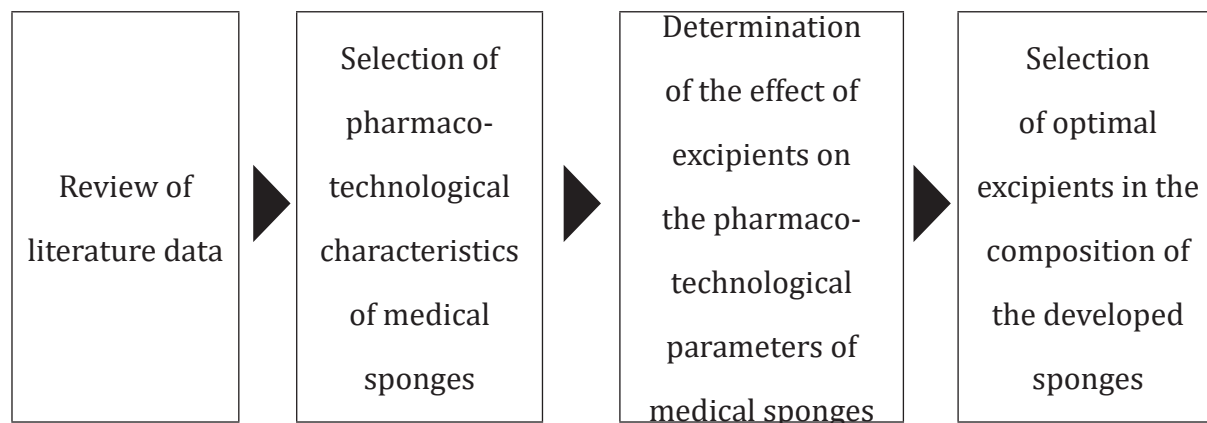 Review of
literature data
Selection of
pharmaco-
technological
characteristics
of medical
sponges
Determination
of the effect of
excipients on
the pharmaco-
technological
parameters of
medical sponges
Selection
of optimal
excipients in the
composition of
the developed
sponges